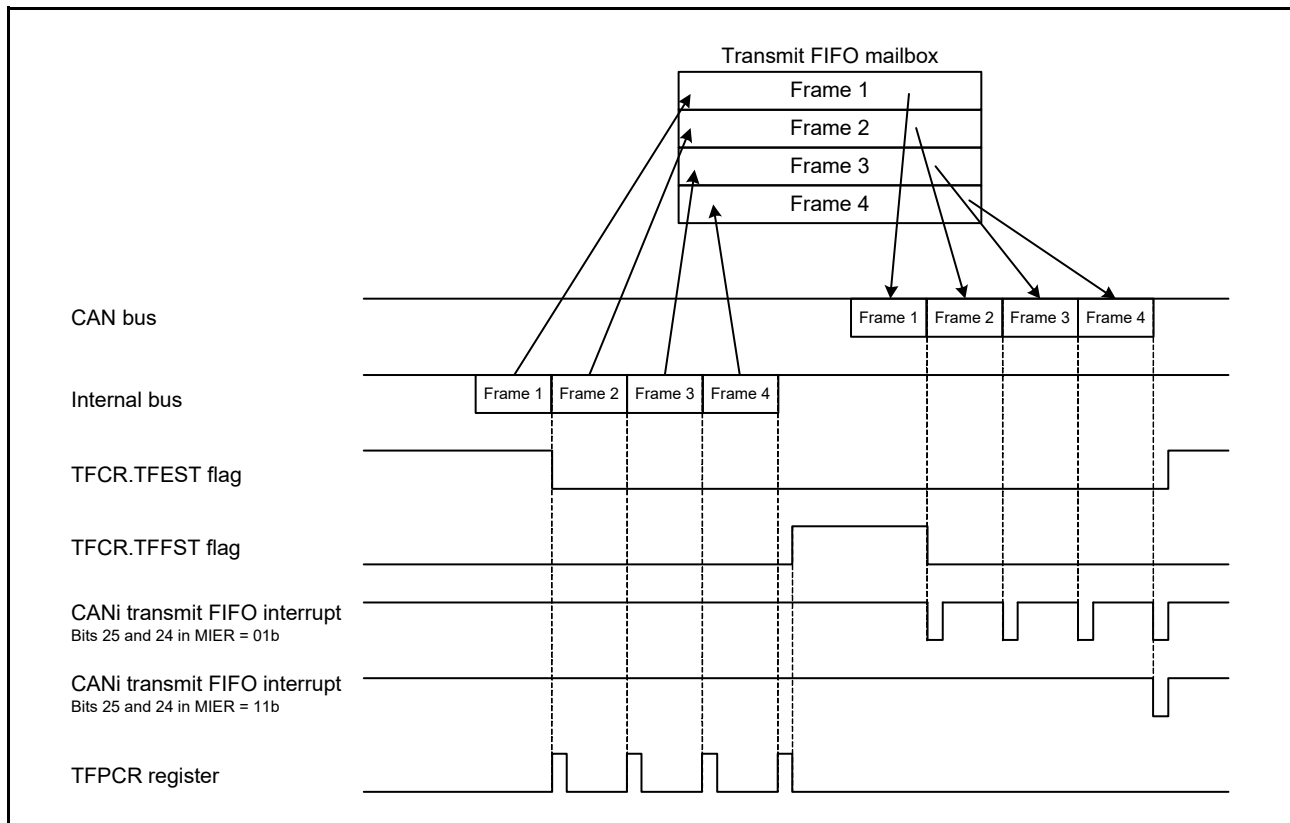 Transmit FIFO mailbox
Frame 1
Frame 2
Frame 3
Frame 4
CAN bus
Frame 1 Frame 2 Frame 3 Frame 4
Internal bus
Frame 1 Frame 2 Frame 3 Frame 4
TFCR.TFEST flag
TFCR.TFFST flag
CANi transmit FIFO interrupt
Bits 25 and 24 in MIER = 01b
CANi transmit FIFO interrupt
Bits 25 and 24 in MIER = 11b
TFPCR register